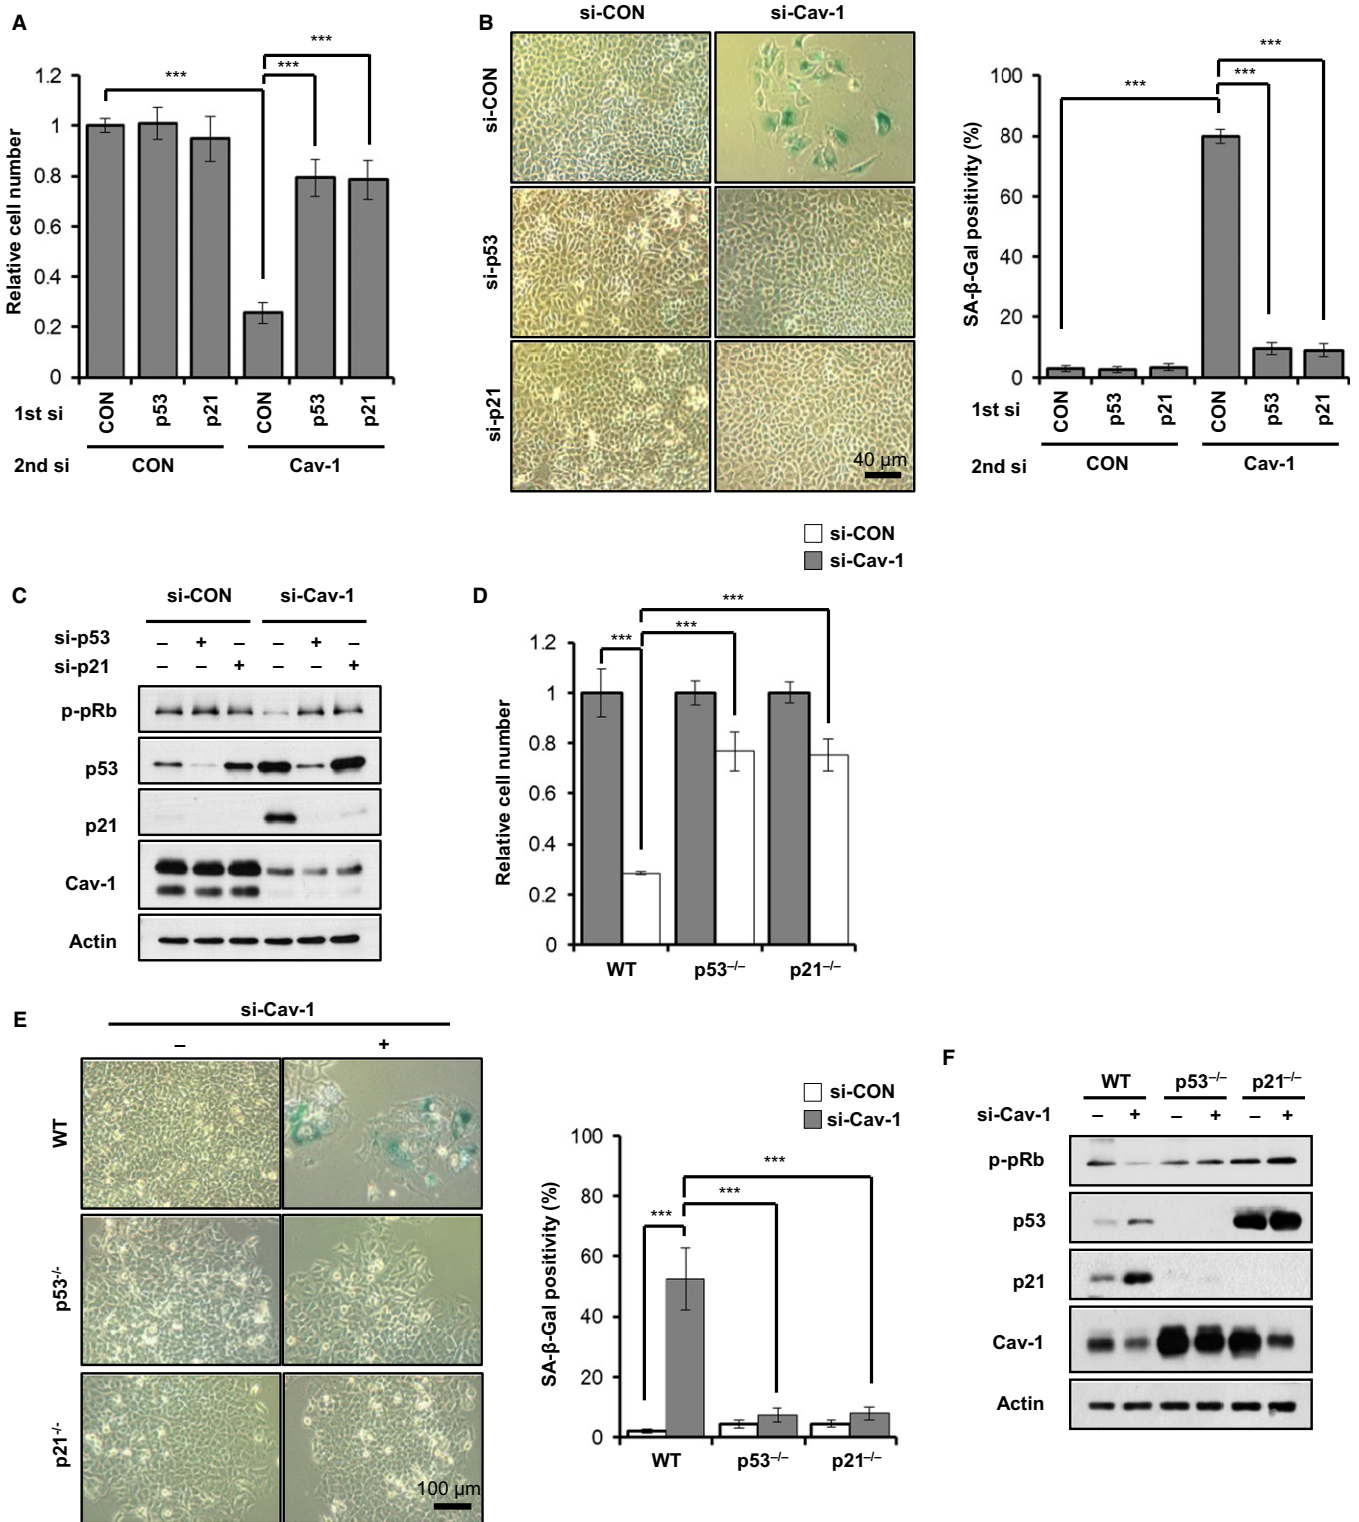 A
Relative cell number
1.2
1
0.8
0.6
0.4
0.2
0
*** *** ***
1st si CON p53 p21 CON p53 p21
2nd si CON Cav-1
B
si-CON si-Cav-1
si-CON
si-p53
si-p21
40 µm
SA-β-Gal positivity (%)
100
80
60
40
20
0
*** *** ***
1st si CON p53 p21 CON p53 p21
2nd si CON Cav-1
C
si-CON si-Cav-1
si-p53 – + – – + –
si-p21 – – + – – +
p-pRb
p53
p21
Cav-1
Actin
D
si-CON
si-Cav-1
Relative cell number
1.2
1
0.8
0.6
0.4
0.2
0
*** *** ***
WT p53–/– p21–/–
E
si-Cav-1
– +
WT
p53-/-
p21-/-
100 µm
si-CON
si-Cav-1
SA-β-Gal positivity (%)
100
80
60
40
20
0
*** *** ***
WT p53–/– p21–/–
F
WT p53–/– p21–/–
si-Cav-1 – + – + – +
p-pRb
p53
p21
Cav-1
Actin